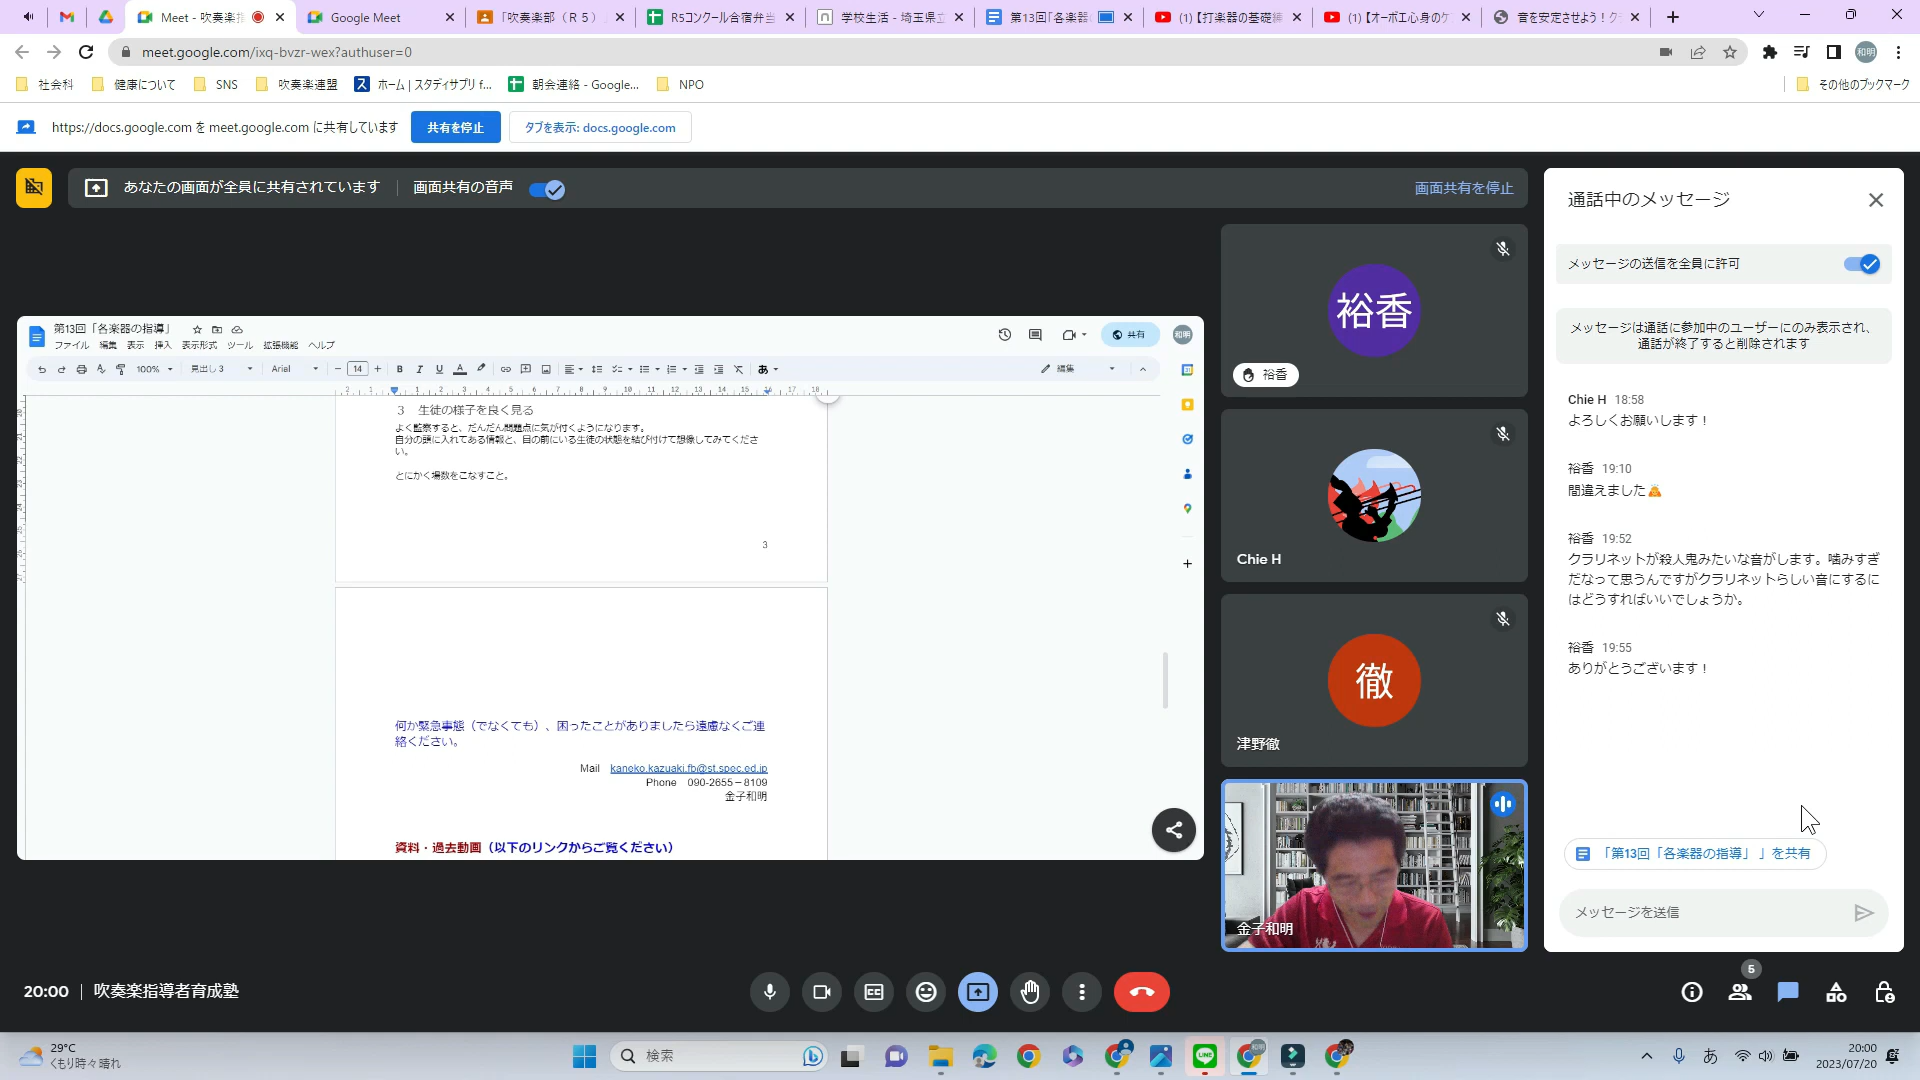 Meet - 吹奏楽指
Google Meet
「吹奏楽部（R5）
R5コンクール合宿弁当
学校生活 - 埼玉県立
第13回「各楽器
(1)【打楽器の基礎練
(1)【オーボエ心身のケ
音を安定させよう！ク
meet.google.com/ixq-bvzr-wex?authuser=0
和明
社会科
健康について
SNS
吹奏楽連盟
ホーム | スタディサプリ f...
朝会連絡 - Google...
NPO
その他のブックマーク
https://docs.google.com を meet.google.com に共有しています
共有を停止
タブを表示: docs.google.com
あなたの画面が全員に共有されています
画面共有の音声
画面共有を停止
第13回「各楽器の指導」
ファイル 編集 表示 挿入 表示形式 ツール 拡張機能 ヘルプ
共有
和明
100%
見出し3
Arial
14
編集
3 生徒の様子を良く見る
よく監察すると、だんだん問題点に気が付くようになります。
自分の頭に入れてある情報と、目の前にいる生徒の状態を結び付けて想像してみてくださ
い。
とにかく場数をこなすこと。
3
何か緊急事態（でなくても）、困ったことがありましたら遠慮なくご連
絡ください。
Mail kaneko.kazuaki.fb@st.spec.ed.jp
Phone 090-2655－8109
金子和明
資料・過去動画（以下のリンクからご覧ください）
裕香
裕香
Chie H
徹
津野徹
金子和明
通話中のメッセージ
メッセージの送信を全員に許可
メッセージは通話に参加中のユーザーにのみ表示され、
通話が終了すると削除されます
Chie H 18:58
よろしくお願いします！
裕香 19:10
間違えました🙇
裕香 19:52
クラリネットが殺人鬼みたいな音がします。噛みすぎ
だなって思うんですがクラリネットらしい音にするに
はどうすればいいでしょうか。
裕香 19:55
ありがとうございます！
「第13回「各楽器の指導」 」を共有
メッセージを送信
20:00 | 吹奏楽指導者育成塾
5
29°C
くもり時々晴れ
検索
あ
20:00
2023/07/20